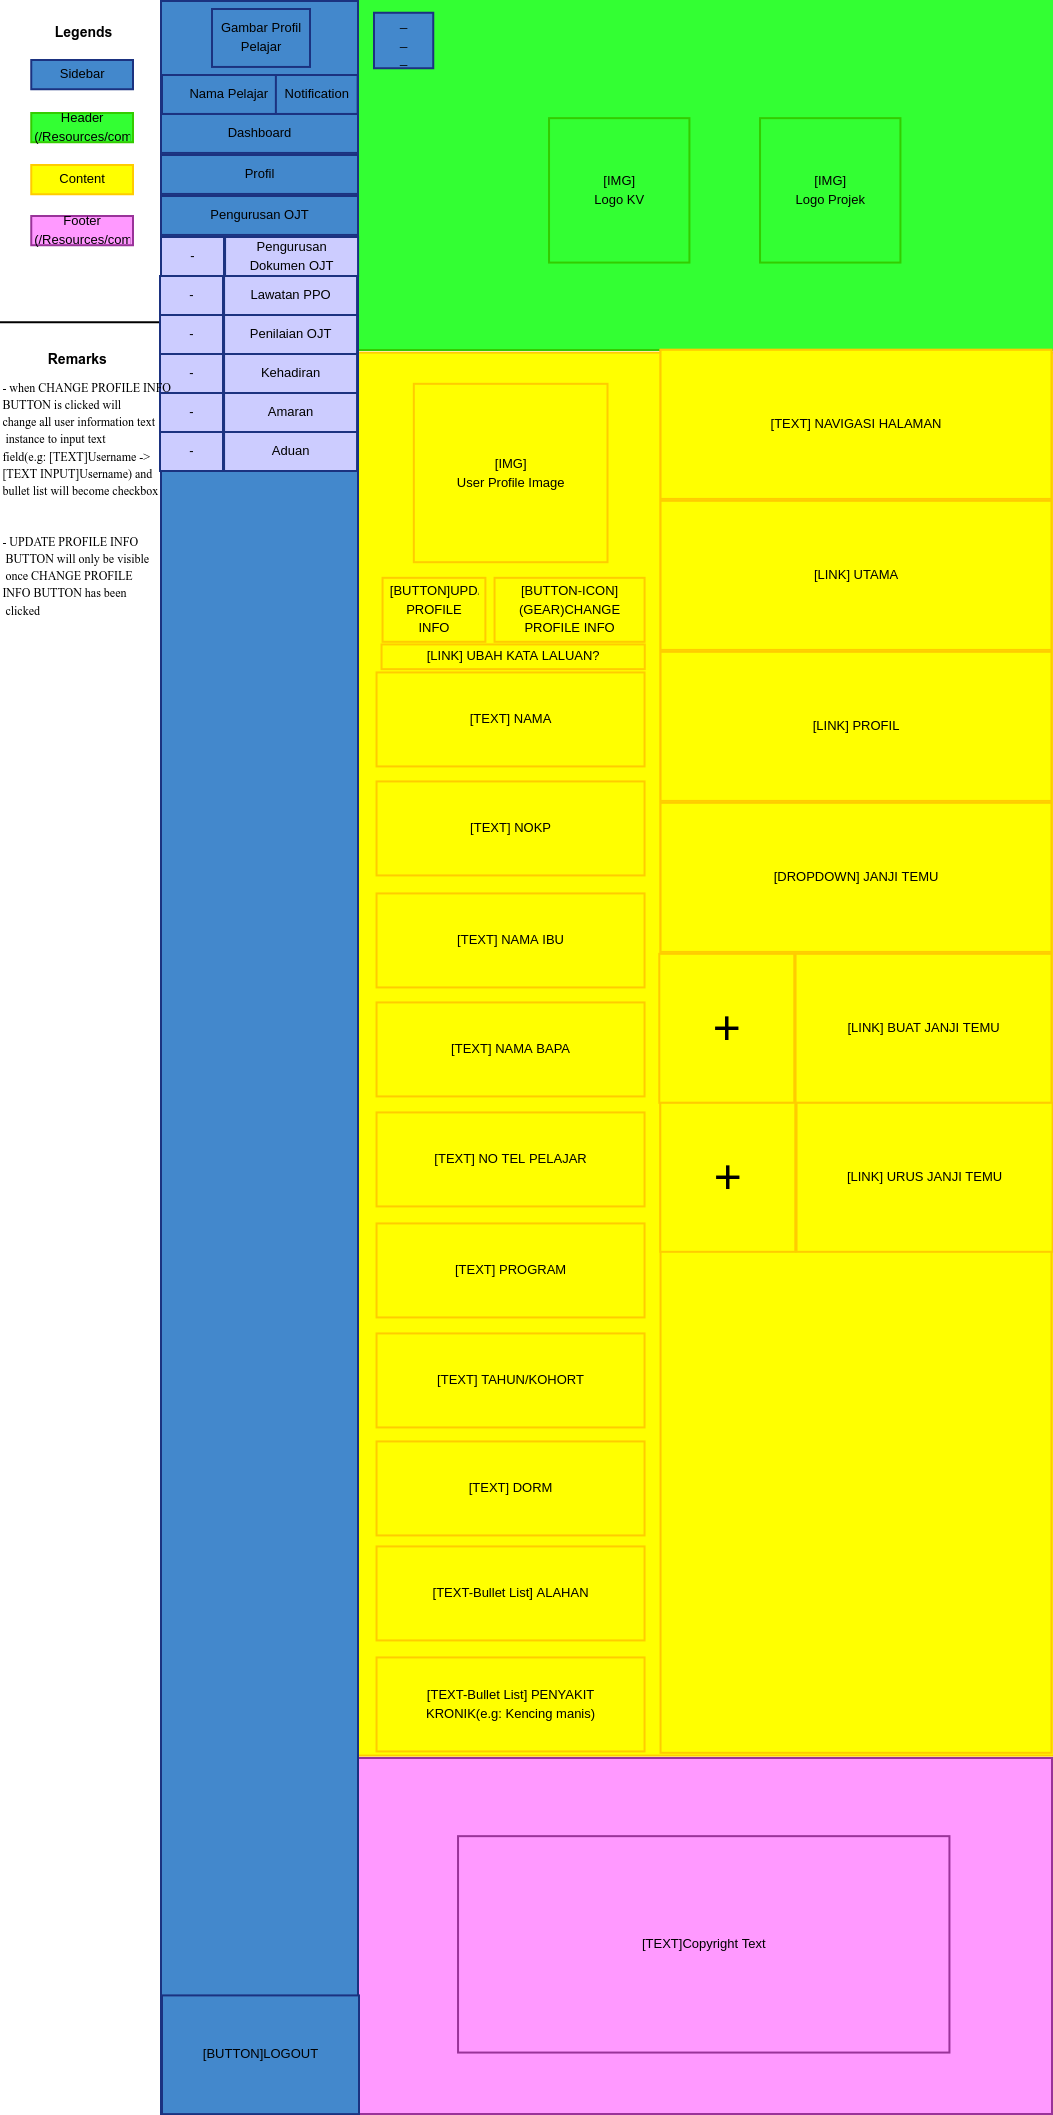 Legends
Sidebar
Header
(/Resources/com
Content
Footer
(/Resources/com
Remarks
- when CHANGE PROFILE INFO
BUTTON is clicked will
change all user information text
instance to input text
field(e.g: [TEXT]Username ->
[TEXT INPUT]Username) and
bullet list will become checkbox
- UPDATE PROFILE INFO
BUTTON will only be visible
once CHANGE PROFILE
INFO BUTTON has been
clicked
Gambar Profil
Pelajar
Nama Pelajar
Notification
Dashboard
Profil
Pengurusan OJT
-
Pengurusan
Dokumen OJT
-
Lawatan PPO
-
Penilaian OJT
-
Kehadiran
-
Amaran
-
Aduan
[BUTTON]LOGOUT
_
_
_
[IMG]
Logo KV
[IMG]
Logo Projek
[IMG]
User Profile Image
[BUTTON]UPD
PROFILE
INFO
[BUTTON-ICON]
(GEAR)CHANGE
PROFILE INFO
[LINK] UBAH KATA LALUAN?
[TEXT] NAMA
[TEXT] NOKP
[TEXT] NAMA IBU
[TEXT] NAMA BAPA
[TEXT] NO TEL PELAJAR
[TEXT] PROGRAM
[TEXT] TAHUN/KOHORT
[TEXT] DORM
[TEXT-Bullet List] ALAHAN
[TEXT-Bullet List] PENYAKIT
KRONIK(e.g: Kencing manis)
[TEXT] NAVIGASI HALAMAN
[LINK] UTAMA
[LINK] PROFIL
[DROPDOWN] JANJI TEMU
+
[LINK] BUAT JANJI TEMU
+
[LINK] URUS JANJI TEMU
[TEXT]Copyright Text